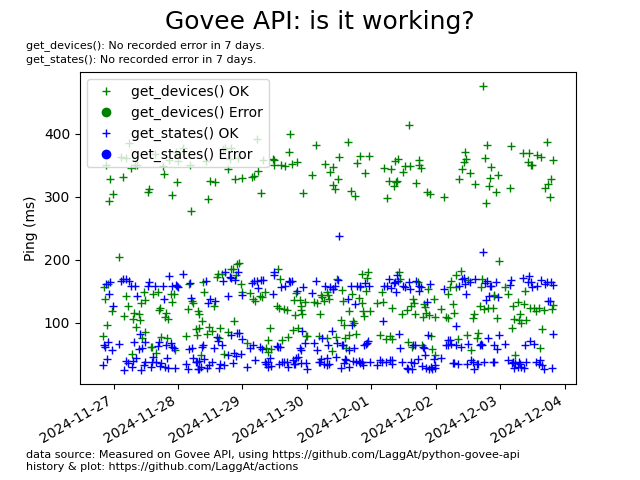 Govee API: is it working?
get_devices(): No recorded error in 7 days.
get_states(): No recorded error in 7 days.
get_devices() OK
get_devices() Error
get_states() OK
get_states() Error
400
300
200
100
Ping (ms)
2024-11-27
2024-11-28
2024-11-29
2024-11-30
2024-12-01
2024-12-02
2024-12-03
2024-12-04
data source: Measured on Govee API, using https://github.com/LaggAt/python-govee-api
history & plot: https://github.com/LaggAt/actions